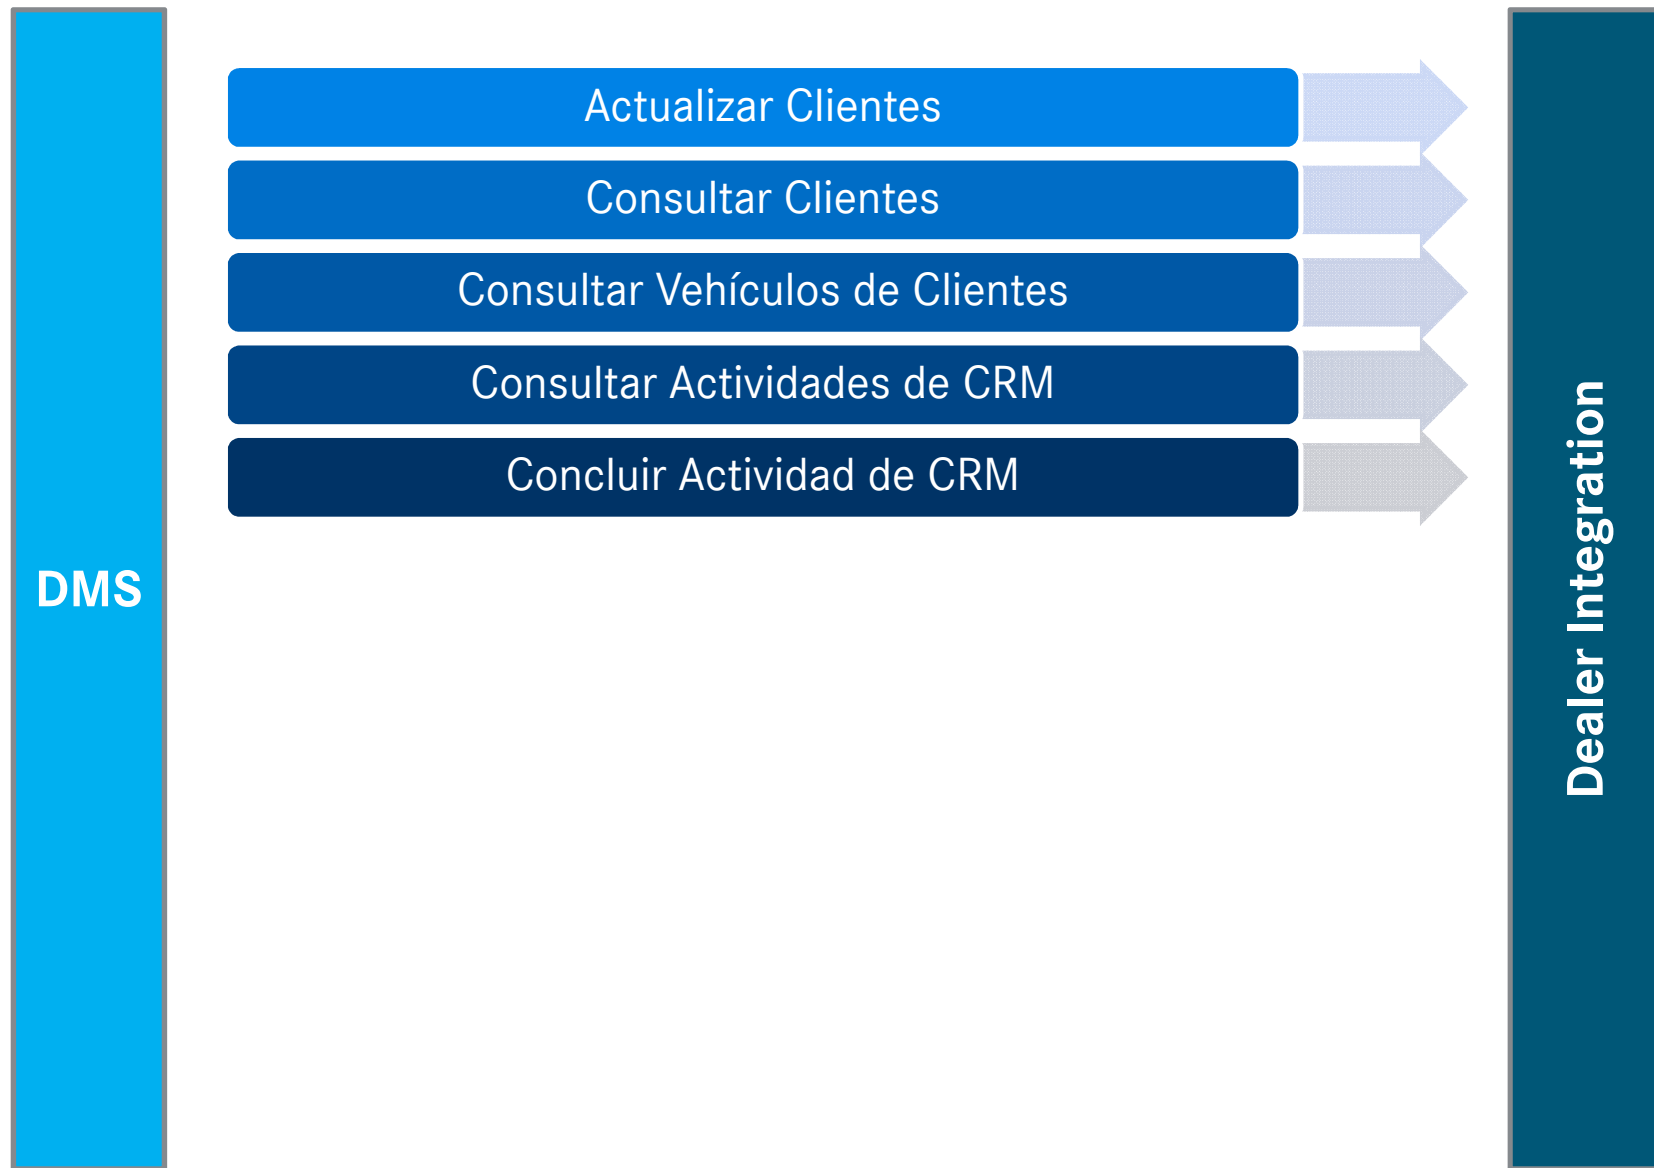 DMS
Actualizar Clientes
Consultar Clientes
Consultar Vehículos de Clientes
Consultar Actividades de CRM
Concluir Actividad de CRM
Dealer Integration